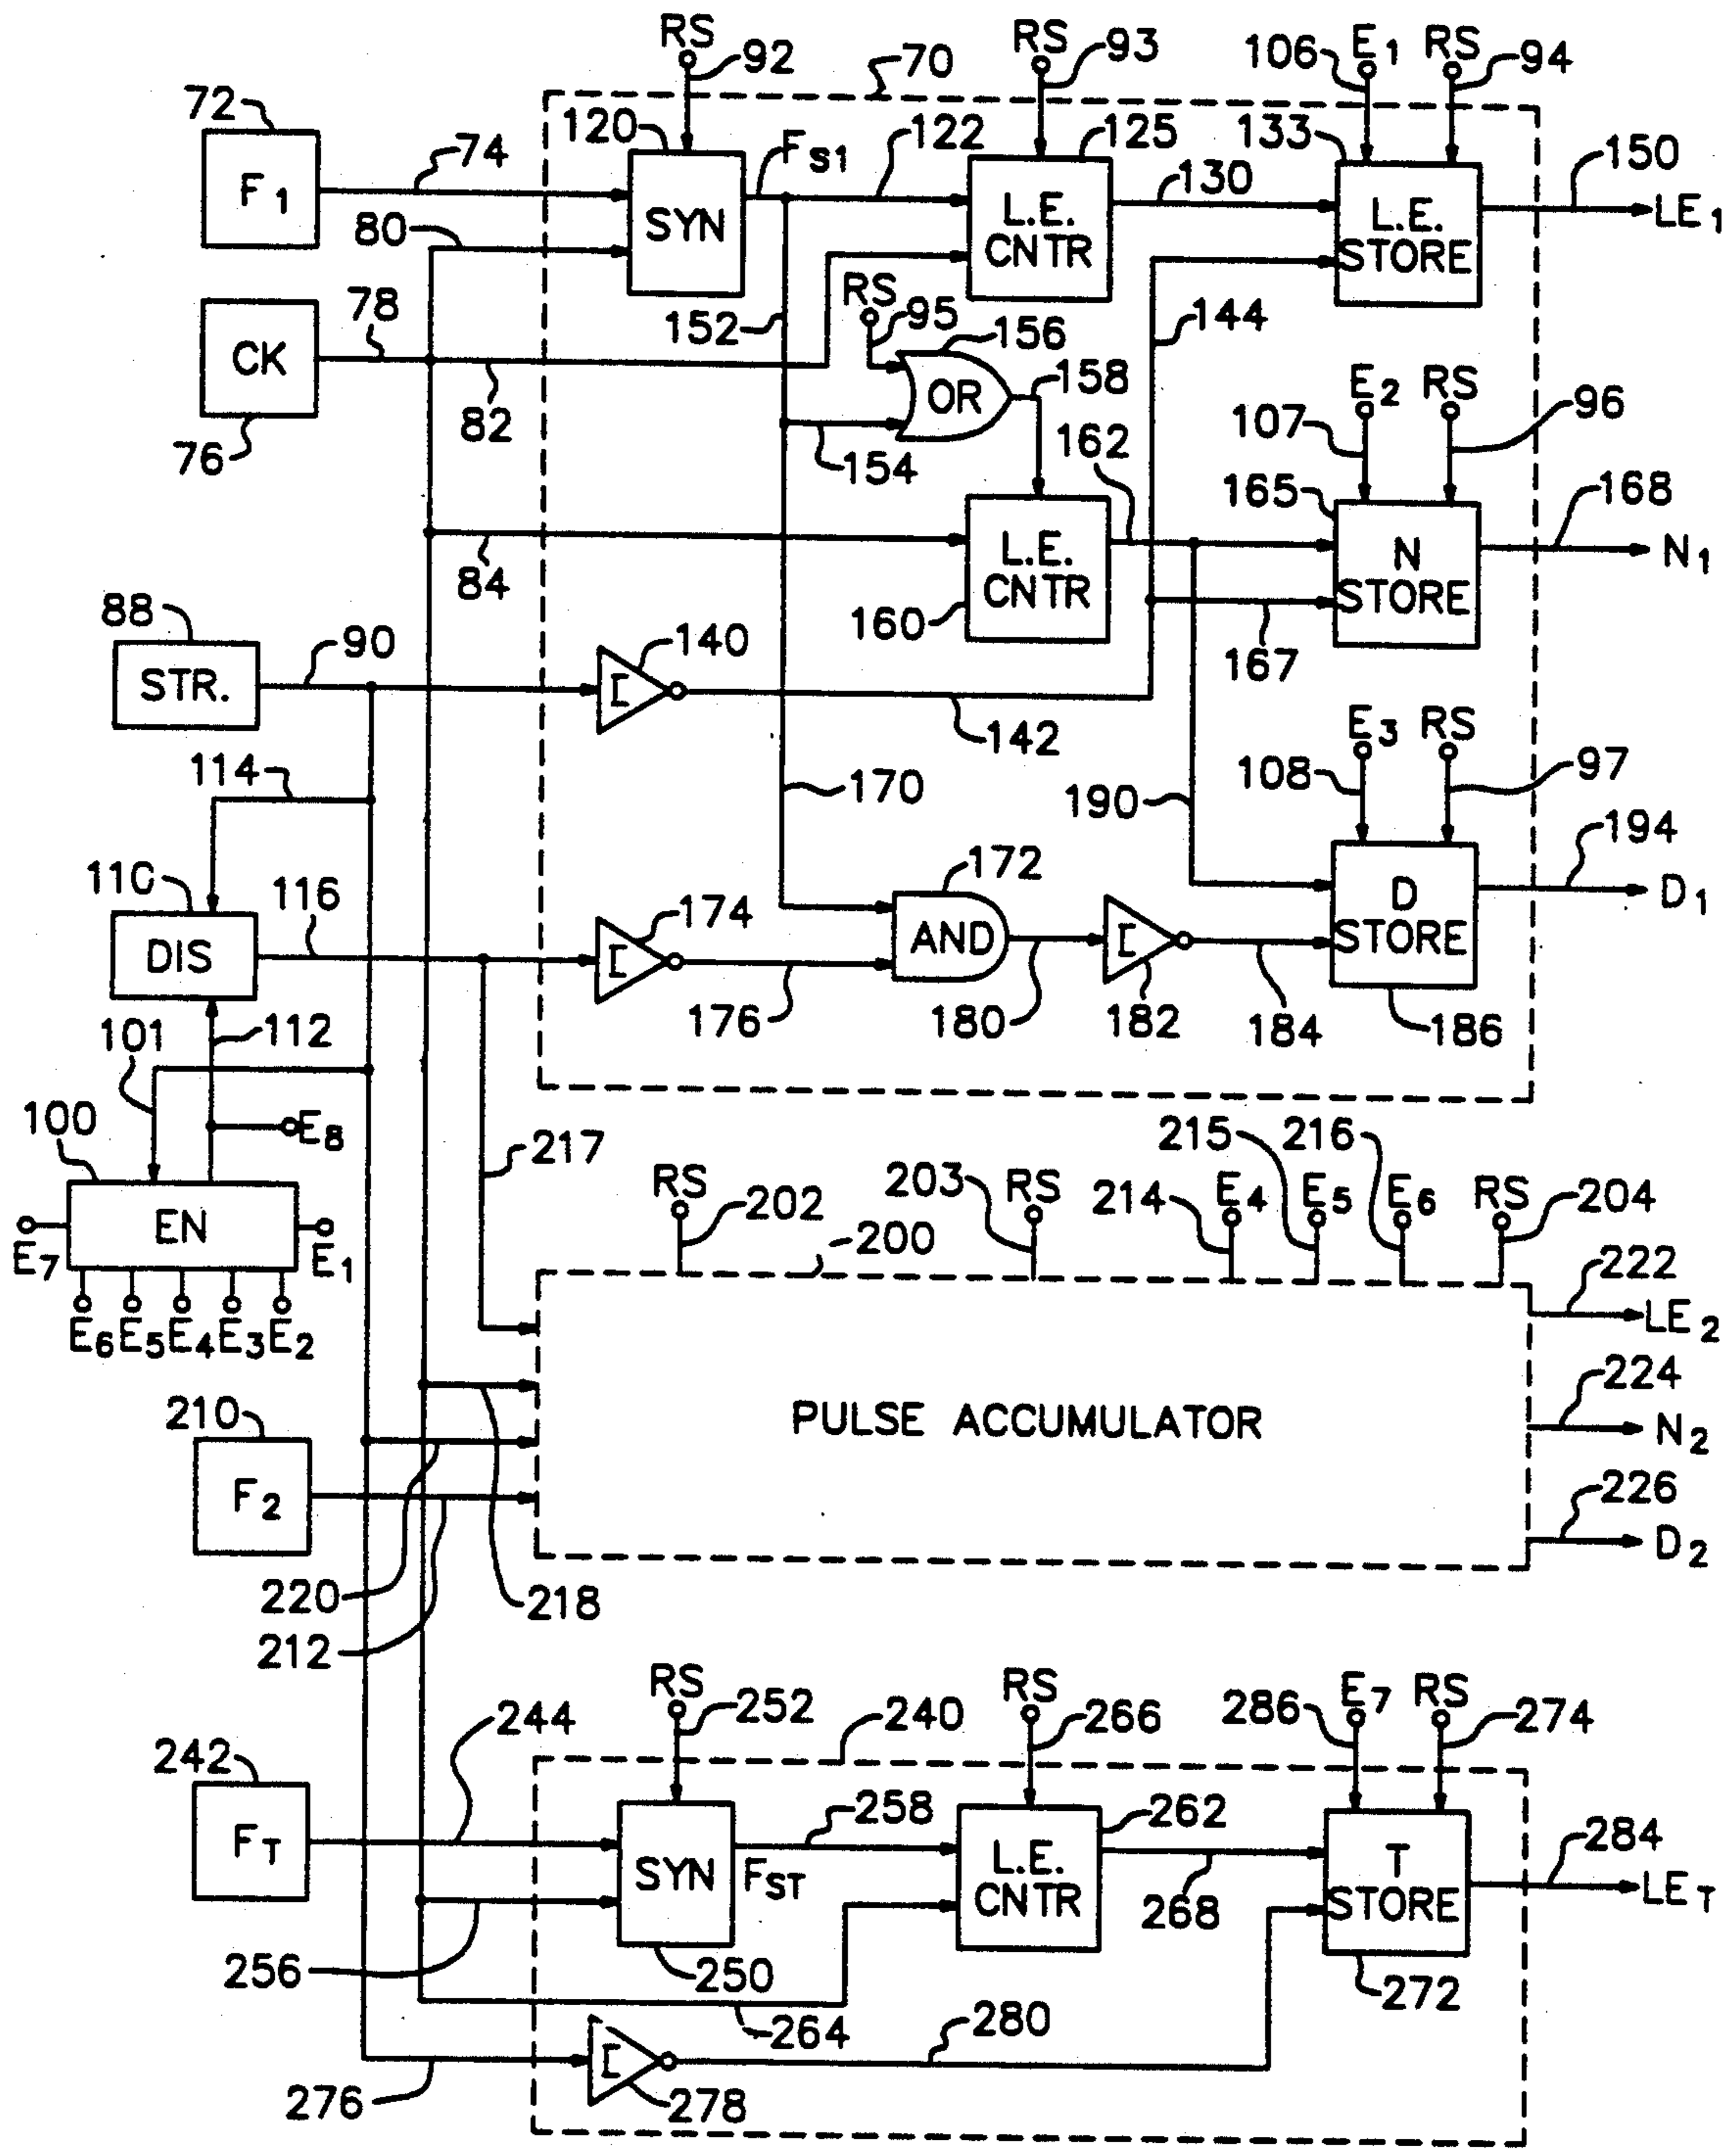 RS RS E1 RS
92 70 93 106 94
72 120 FS1 122 125 133 150
74 130
F1 SYN L.E. CNTR L.E. STORE LE1
80
RS
78 152 95 156 144
CK OR 158 E2 RS
82 107 96
76 154 162 165 168
L.E. CNTR N STORE N1
84
88 160
90 140 167
STR. I
142 E3 RS
114 170 190 108 97
194
110 116 174 172 D1
DIS I AND I D STORE
176 180 182 184 186
101 112
100 E8
217 215 216
EN RS 202 203 RS 214 E4 E5 E6 RS 204
E7 E1 200 222
E6 E5 E4 E3 E2 LE2
224
210 PULSE ACCUMULATOR N2
F2 226
D2
220 218
212
RS 252 RS E7 RS
244 240 266 286 274
242 258 262 284
FT SYN FST L.E. CNTR T STORE LET
268
256 250 272
264 280
I
276 278